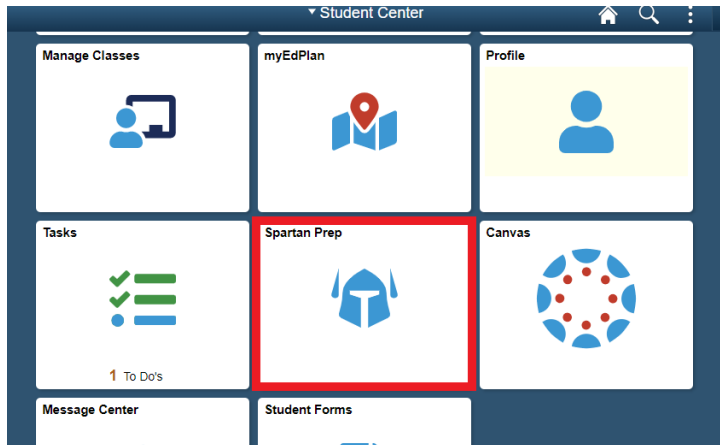 Student Center
Manage Classes
myEdPlan
Profile
Tasks
Spartan Prep
Canvas
1 To Do's
Message Center
Student Forms